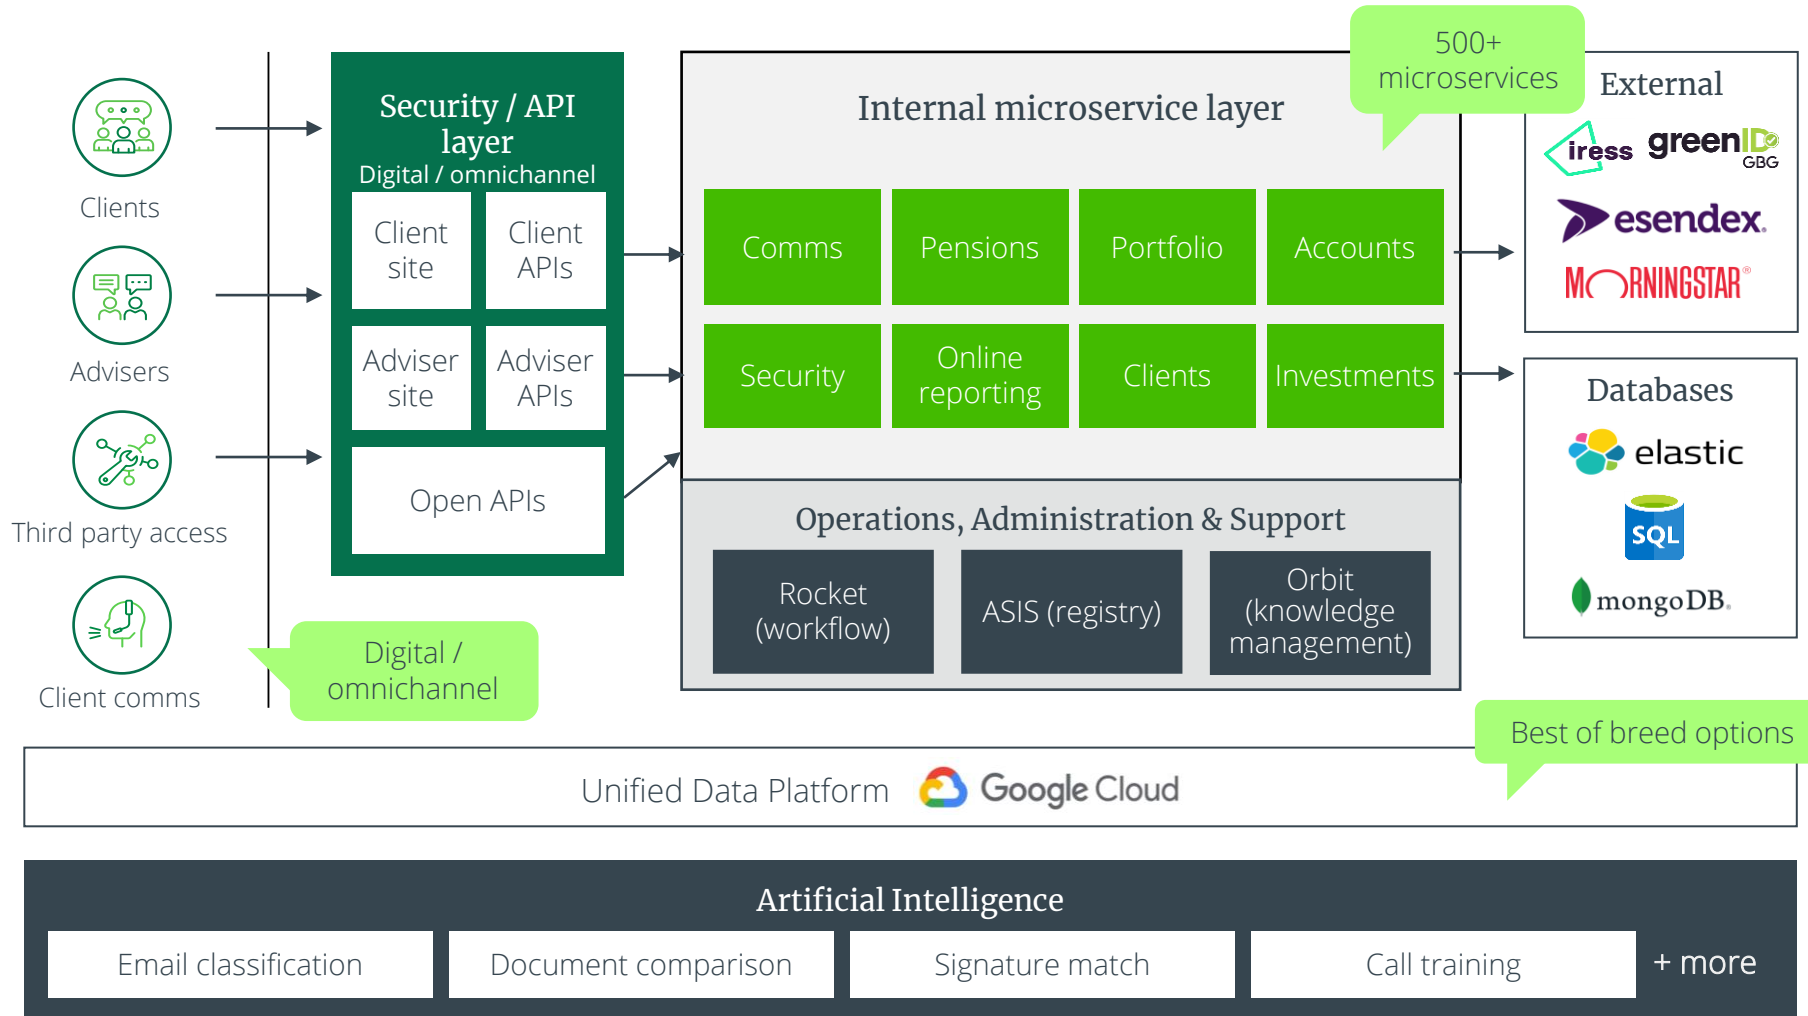 Clients
Advisers
Third party access
Client comms
Digital /
omnichannel
Security / API
layer
Digital / omnichannel
Client
site
Client
APIs
Adviser
site
Adviser
APIs
Open APIs
Internal microservice layer
500+
microservices
Comms
Pensions
Portfolio
Accounts
Security
Online
reporting
Clients
Investments
Operations, Administration & Support
Rocket
(workflow)
ASIS (registry)
Orbit
(knowledge
management)
External
iress
greenID
GBG
esendex.
MORNINGSTAR®
Databases
elastic
SQL
mongoDB.
Best of breed options
Unified Data Platform
Google Cloud
Artificial Intelligence
Email classification
Document comparison
Signature match
Call training
+ more